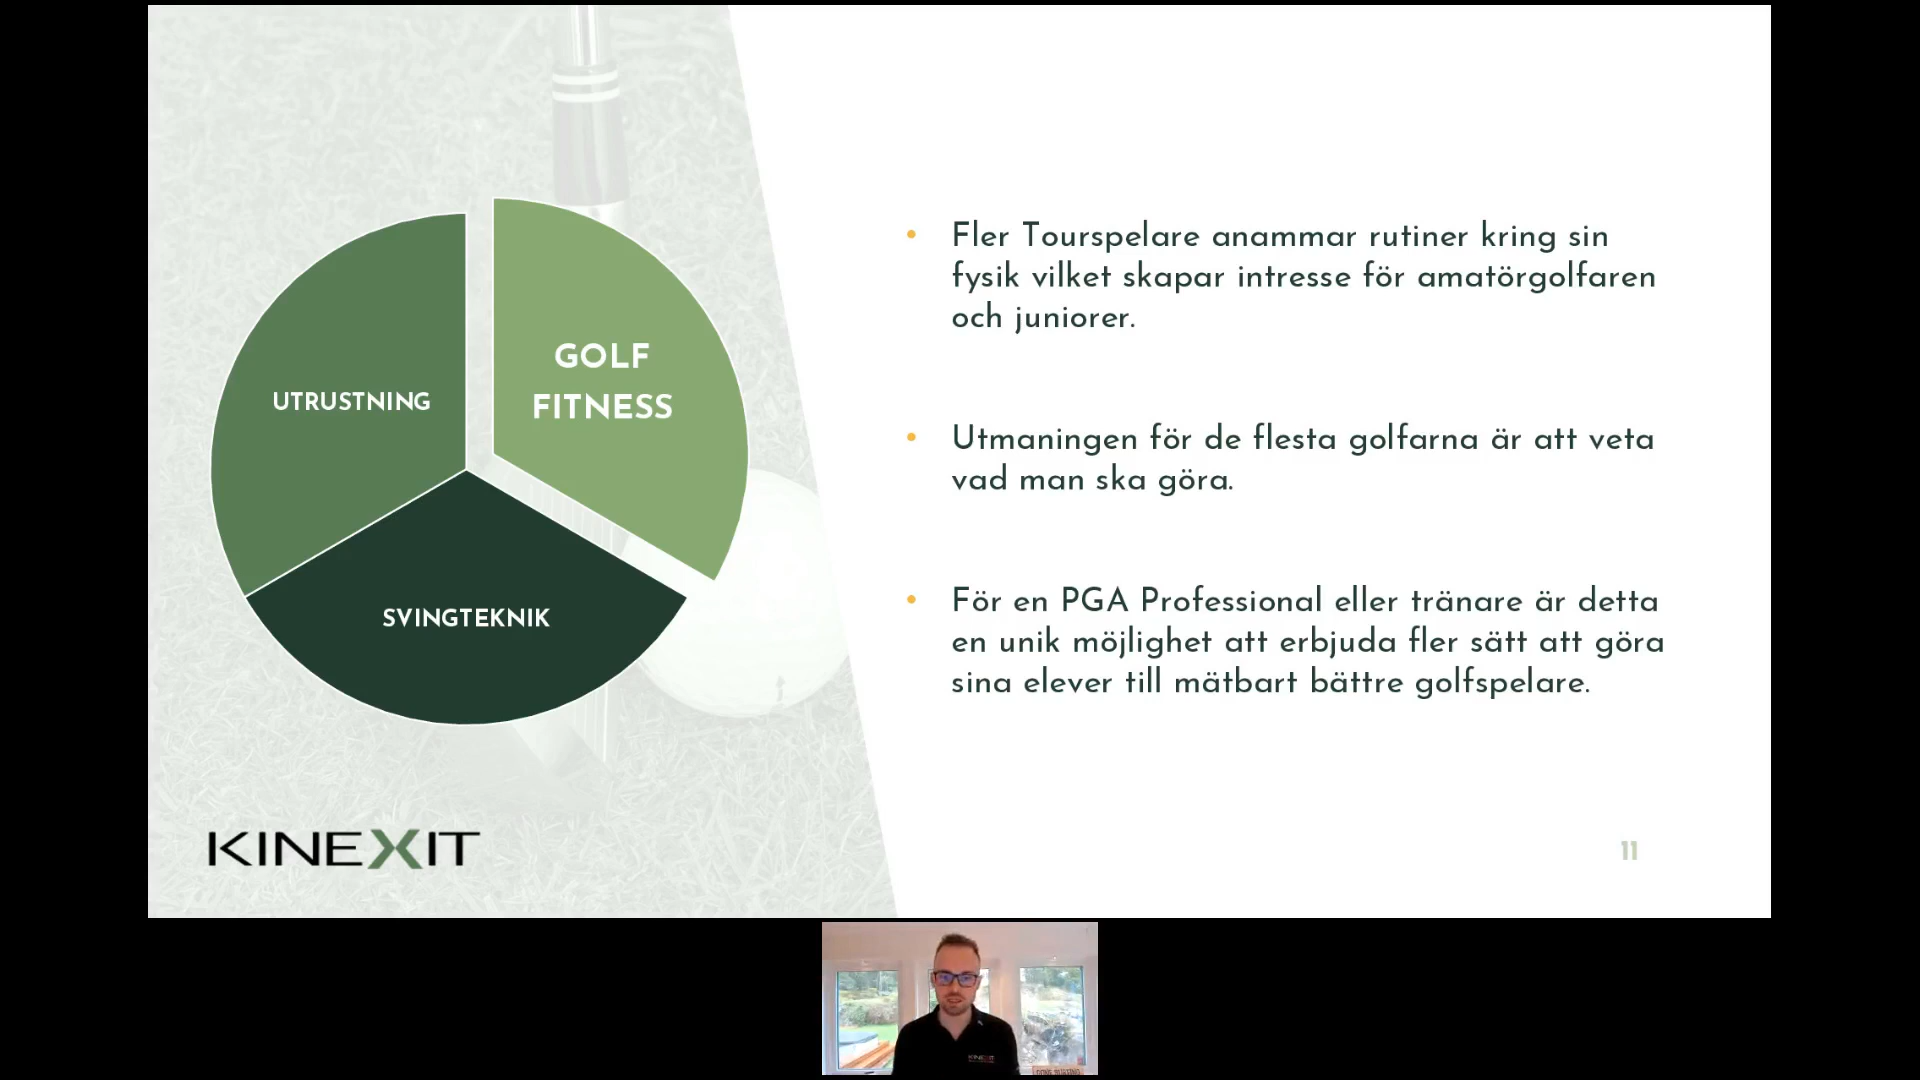 GOLF
FITNESS
UTRUSTNING
SVINGTEKNIK
KINEXIT
• Fler Tourspelare anammar rutiner kring sin
fysik vilket skapar intresse för amatörgolfaren
och juniorer.
• Utmaningen för de flesta golfarna är att veta
vad man ska göra.
• För en PGA Professional eller tränare är detta
en unik möjlighet att erbjuda fler sätt att göra
sina elever till mätbart bättre golfspelare.
11
KINEXIT